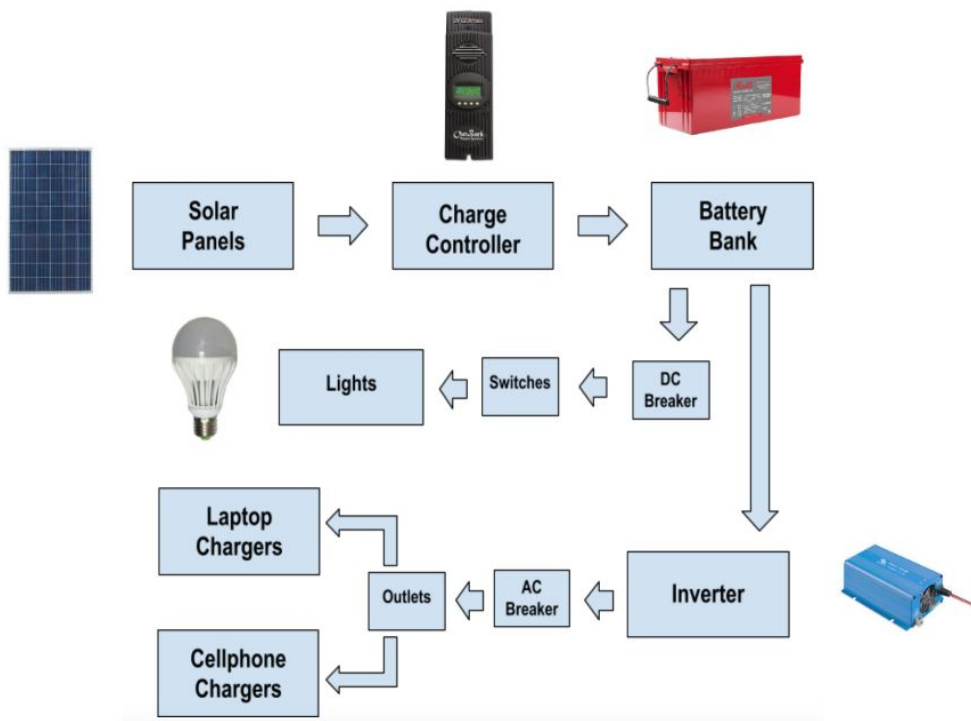 Solar
Panels
Charge
Controller
Battery
Bank
Lights
Switches
DC
Breaker
Laptop
Chargers
Outlets
AC
Breaker
Inverter
Cellphone
Chargers